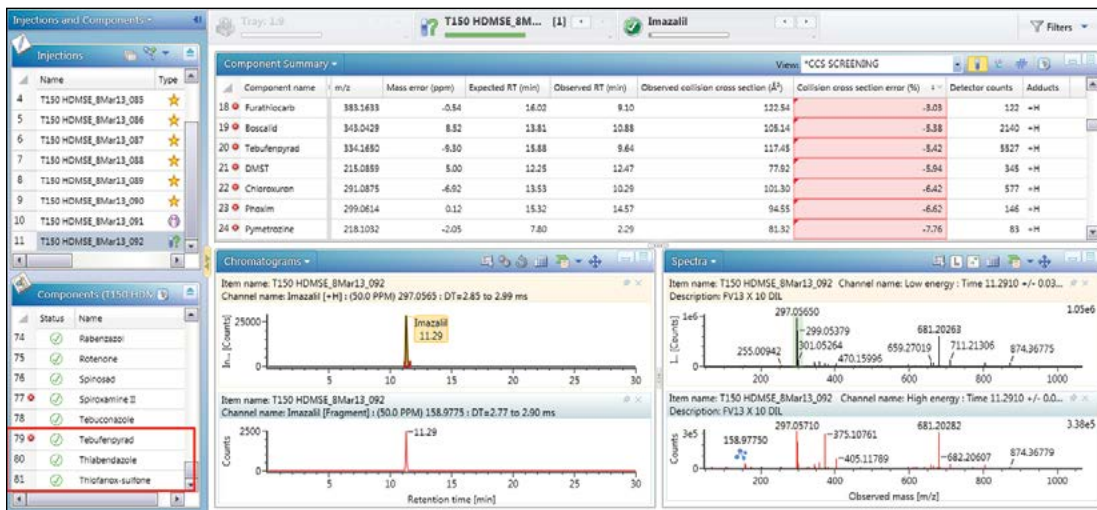 Injections and Components
Tray: 1,9
T150 HDMSE_8M... [1]
Imazalil
Filters
Injections
Name Type
4 T150 HDMSE_8Mar13_085
5 T150 HDMSE_8Mar13_086
6 T150 HDMSE_8Mar13_087
7 T150 HDMSE_8Mar13_088
8 T150 HDMSE_8Mar13_089
9 T150 HDMSE_8Mar13_090
10 T150 HDMSE_8Mar13_091
11 T150 HDMSE_8Mar13_092
Components (T150 HDN
Status Name
74 Rabenzazol
75 Rotenone
76 Spinosad
77 Spiroxamine II
78 Tebuconazole
79 Tebufenpyrad
80 Thiabendazole
81 Thiofanox-sulfone
Component Summary
View: *CCS SCREENING
Component name m/z Mass error (ppm) Expected RT (min) Observed RT (min) Observed collision cross section (Å²) Collision cross section error (%) Detector counts Adducts
18 Furathiocarb 383.1633 -0.54 16.02 9.10 122.54 -3.03 122 +H
19 Boscalid 343.0429 8.52 13.81 10.88 105.14 -5.38 2140 +H
20 Tebufenpyrad 334.1650 -9.30 15.88 9.64 117.45 -5.42 5527 +H
21 DMST 215.0859 5.00 12.25 12.47 77.92 -5.94 345 +H
22 Chloroxuron 291.0875 -6.92 13.53 10.29 101.30 -6.42 577 +H
23 Phoxim 299.0614 0.12 15.32 14.57 94.55 -6.62 146 +H
24 Pymetrozine 218.1032 -2.05 7.80 2.29 81.32 -7.76 83 +H
Chromatograms
Item name: T150 HDMSE_8Mar13_092
Channel name: Imazalil [+H] : (50.0 PPM) 297.0565 : DT=2.85 to 2.99 ms
In... [Counts]
25000
0
Imazalil
11.29
5 10 15 20 25 30
Item name: T150 HDMSE_8Mar13_092
Channel name: Imazalil [Fragment] : (50.0 PPM) 158.9775 : DT=2.77 to 2.90 ms
Counts
2500
0
11.29
5 10 15 20 25 30
Retention time [min]
Spectra
Item name: T150 HDMSE_8Mar13_092 Channel name: Low energy : Time 11.2910 +/- 0.03...
Description: FV13 X 10 DIL
1.05e6
I... [Counts]
1e6
0
297.05650
299.05379
301.05264
255.00942
470.15996
659.27019
681.20263
711.21306
874.36775
200 400 600 800 1000
Item name: T150 HDMSE_8Mar13_092 Channel name: High energy : Time 11.2910 +/- 0.0...
Description: FV13 X 10 DIL
3.38e5
Counts
3e5
0
158.97750
297.05710
375.10761
405.11789
681.20282
682.20607
874.36779
200 400 600 800 1000
Observed mass [m/z]